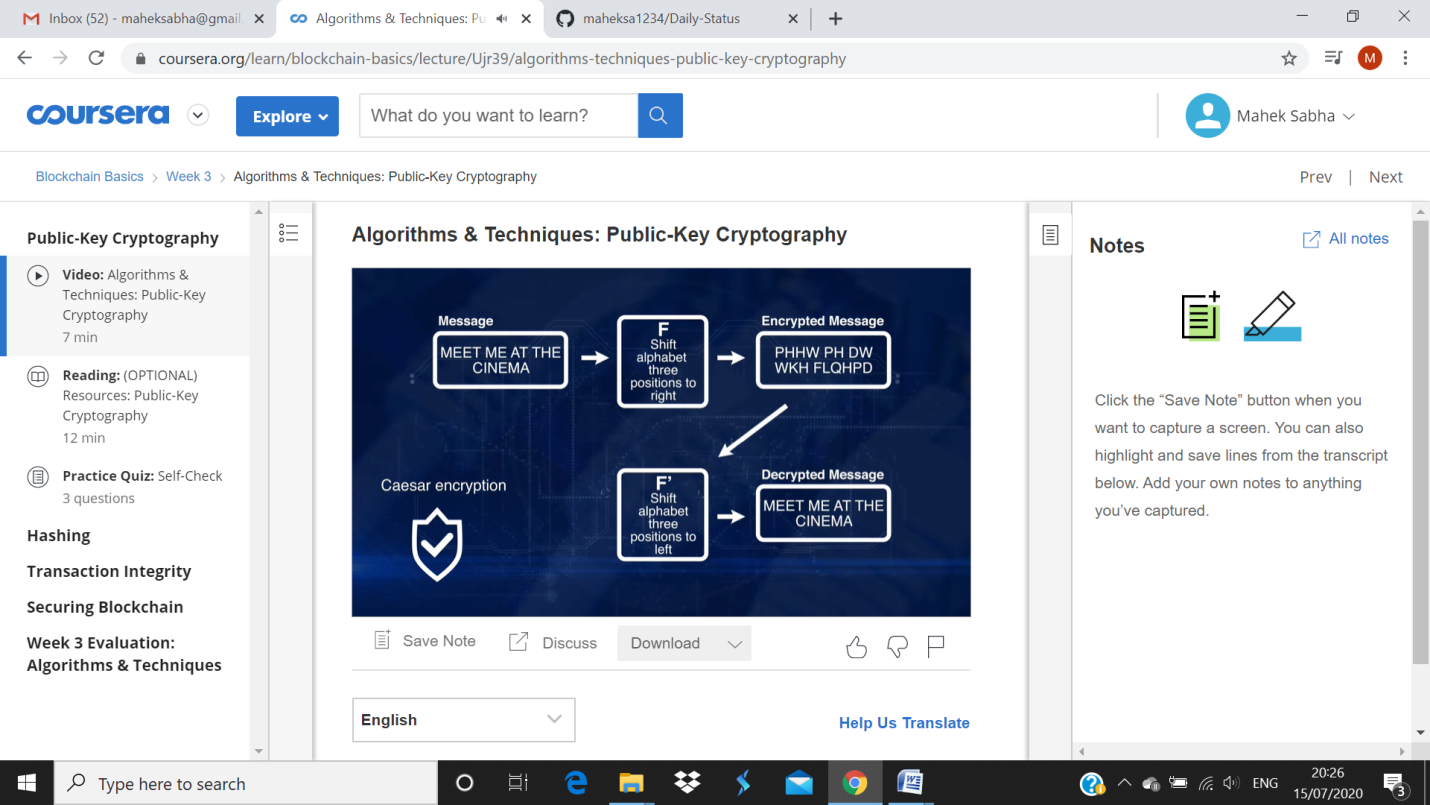 Inbox (52) - maheksabha@gmail.
Algorithms & Techniques: Pu
maheksa1234/Daily-Status
coursera.org/learn/blockchain-basics/lecture/Ujr39/algorithms-techniques-public-key-cryptography
M
coursera
Explore
What do you want to learn?
Mahek Sabha
Blockchain Basics > Week 3 > Algorithms & Techniques: Public-Key Cryptography
Prev | Next
Public-Key Cryptography
Video: Algorithms &
Techniques: Public-Key
Cryptography
7 min
Reading: (OPTIONAL)
Resources: Public-Key
Cryptography
12 min
Practice Quiz: Self-Check
3 questions
Hashing
Transaction Integrity
Securing Blockchain
Week 3 Evaluation:
Algorithms & Techniques
Algorithms & Techniques: Public-Key Cryptography
Message
MEET ME AT THE
CINEMA
F
Shift
alphabet
three
positions to
right
Encrypted Message
PHHW PH DW
WKH FLQHPD
Caesar encryption
F'
Shift
alphabet
three
positions to
left
Decrypted Message
MEET ME AT THE
CINEMA
Save Note
Discuss
Download
English
Help Us Translate
Notes
All notes
Click the “Save Note” button when you
want to capture a screen. You can also
highlight and save lines from the transcript
below. Add your own notes to anything
you’ve captured.
Type here to search
ENG
20:26
15/07/2020
3